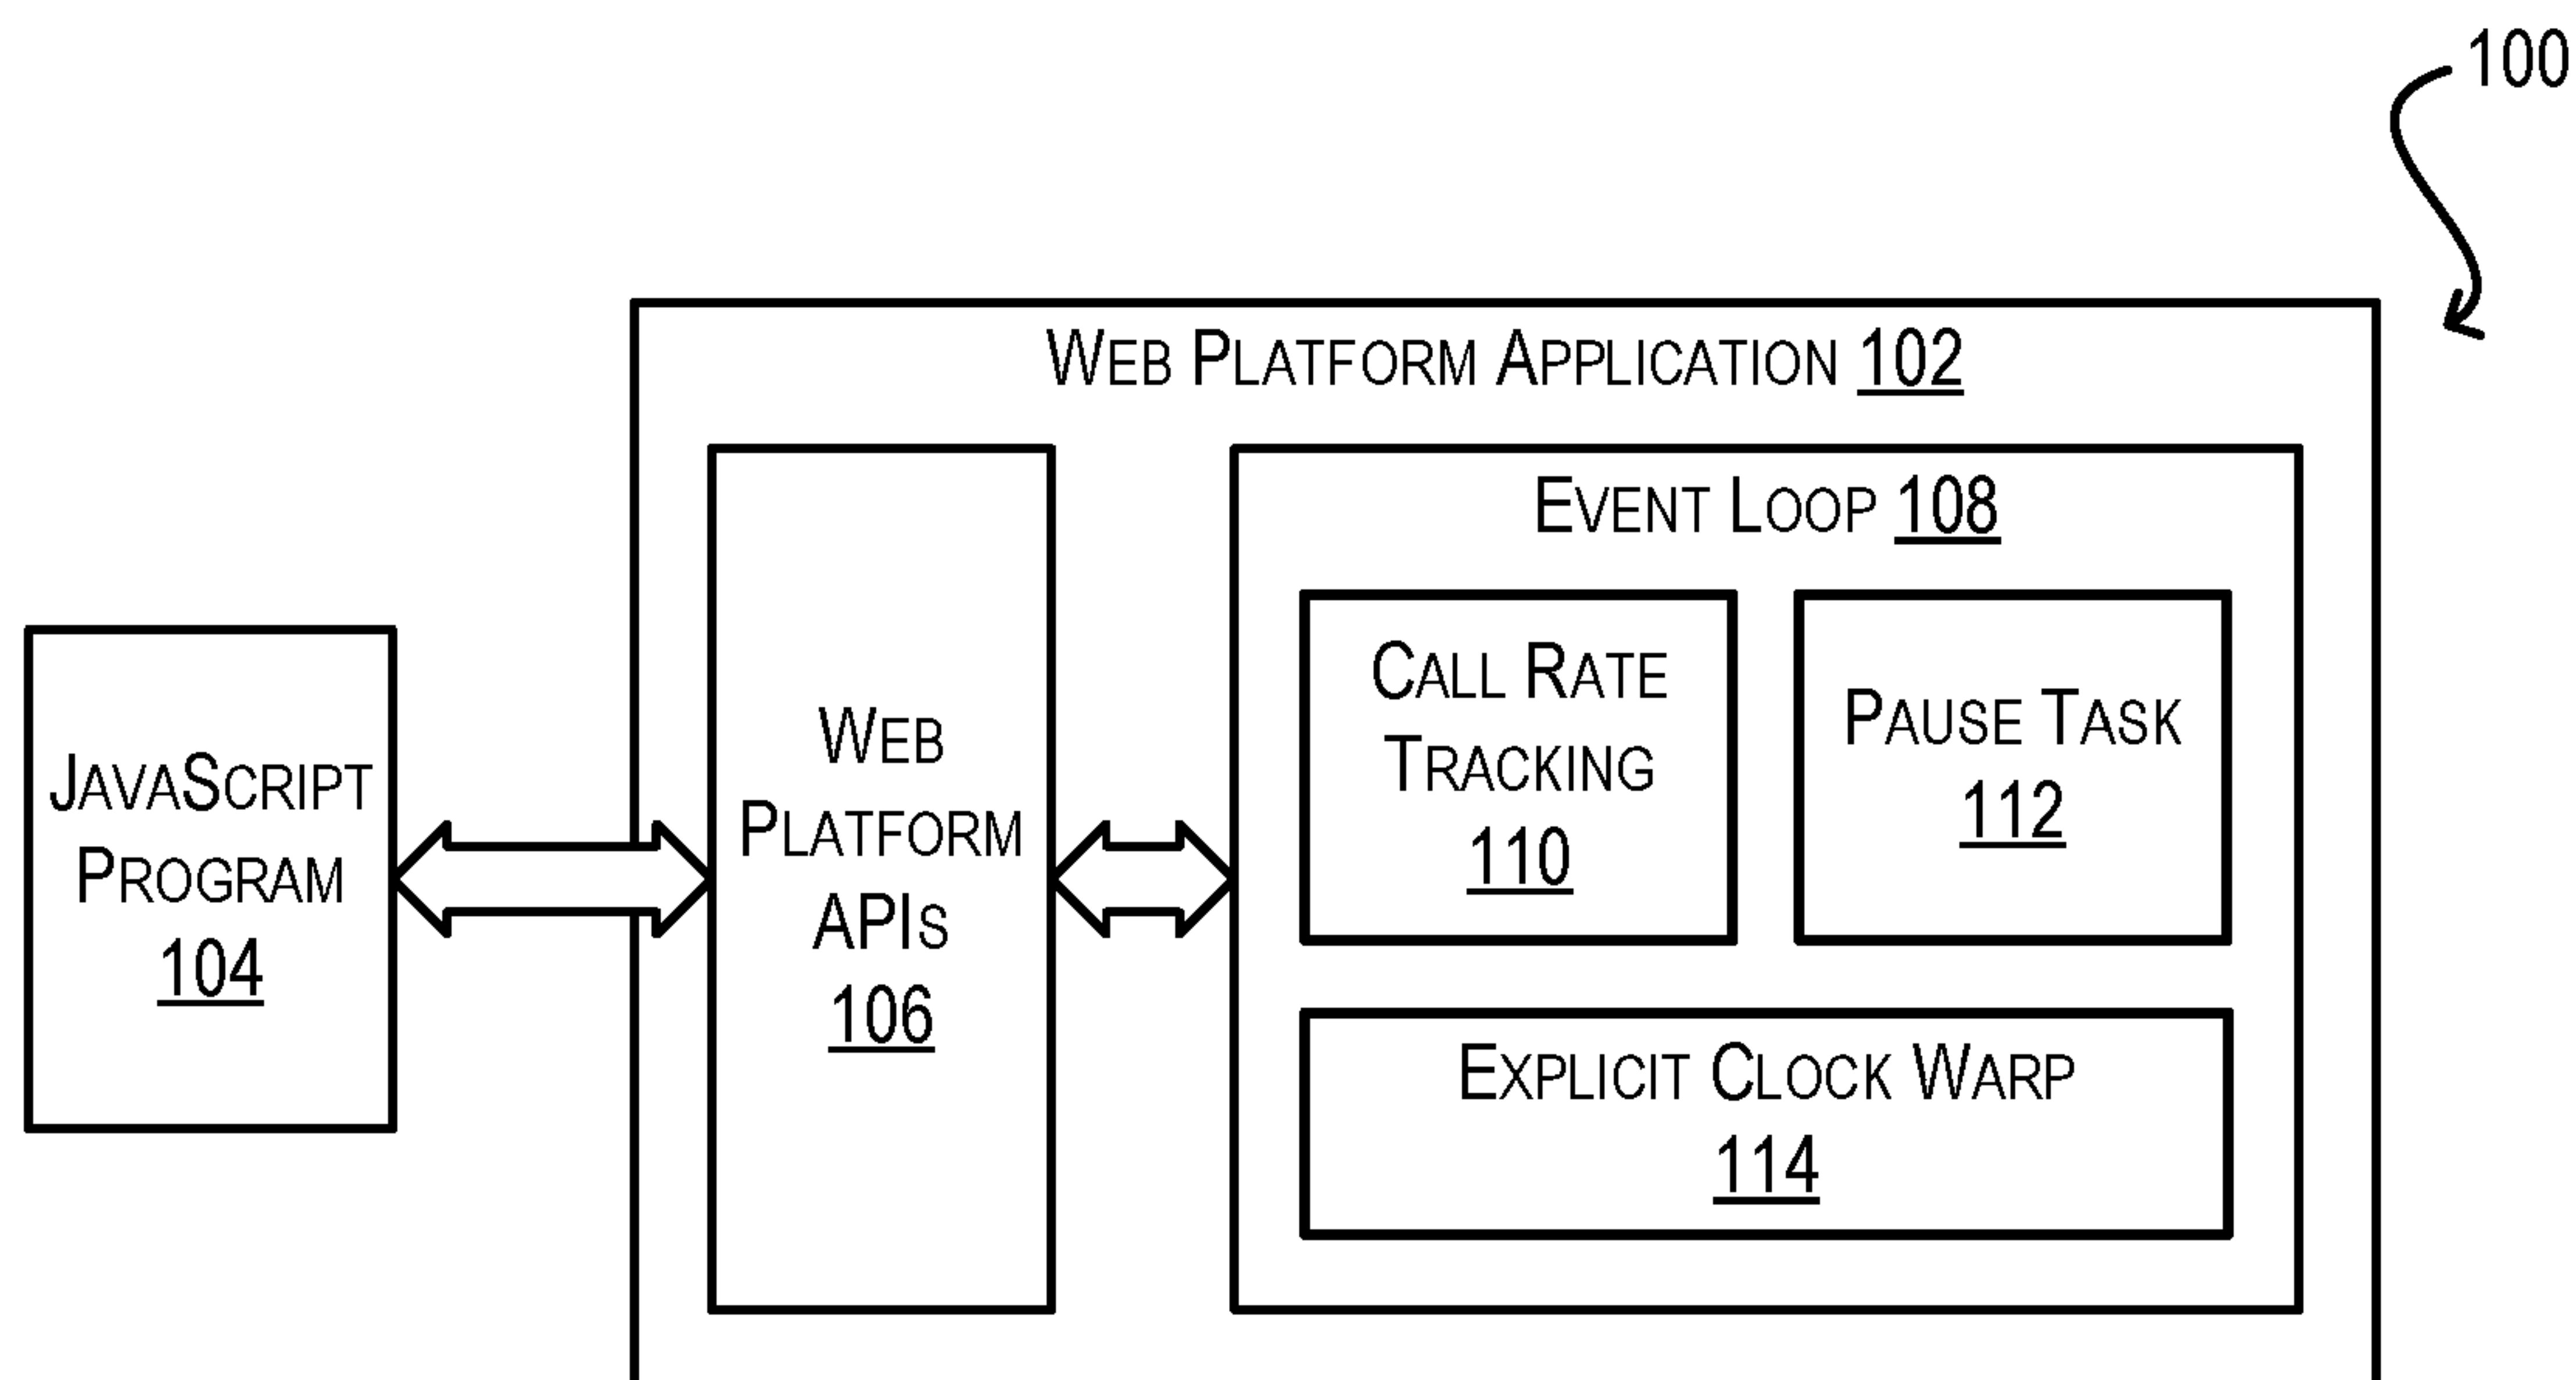 100
WEB PLATFORM APPLICATION 102
EVENT LOOP 108
JAVASCRIPT
PROGRAM
104
WEB
PLATFORM
APIS
106
CALL RATE
TRACKING
110
PAUSE TASK
112
EXPLICIT CLOCK WARP
114